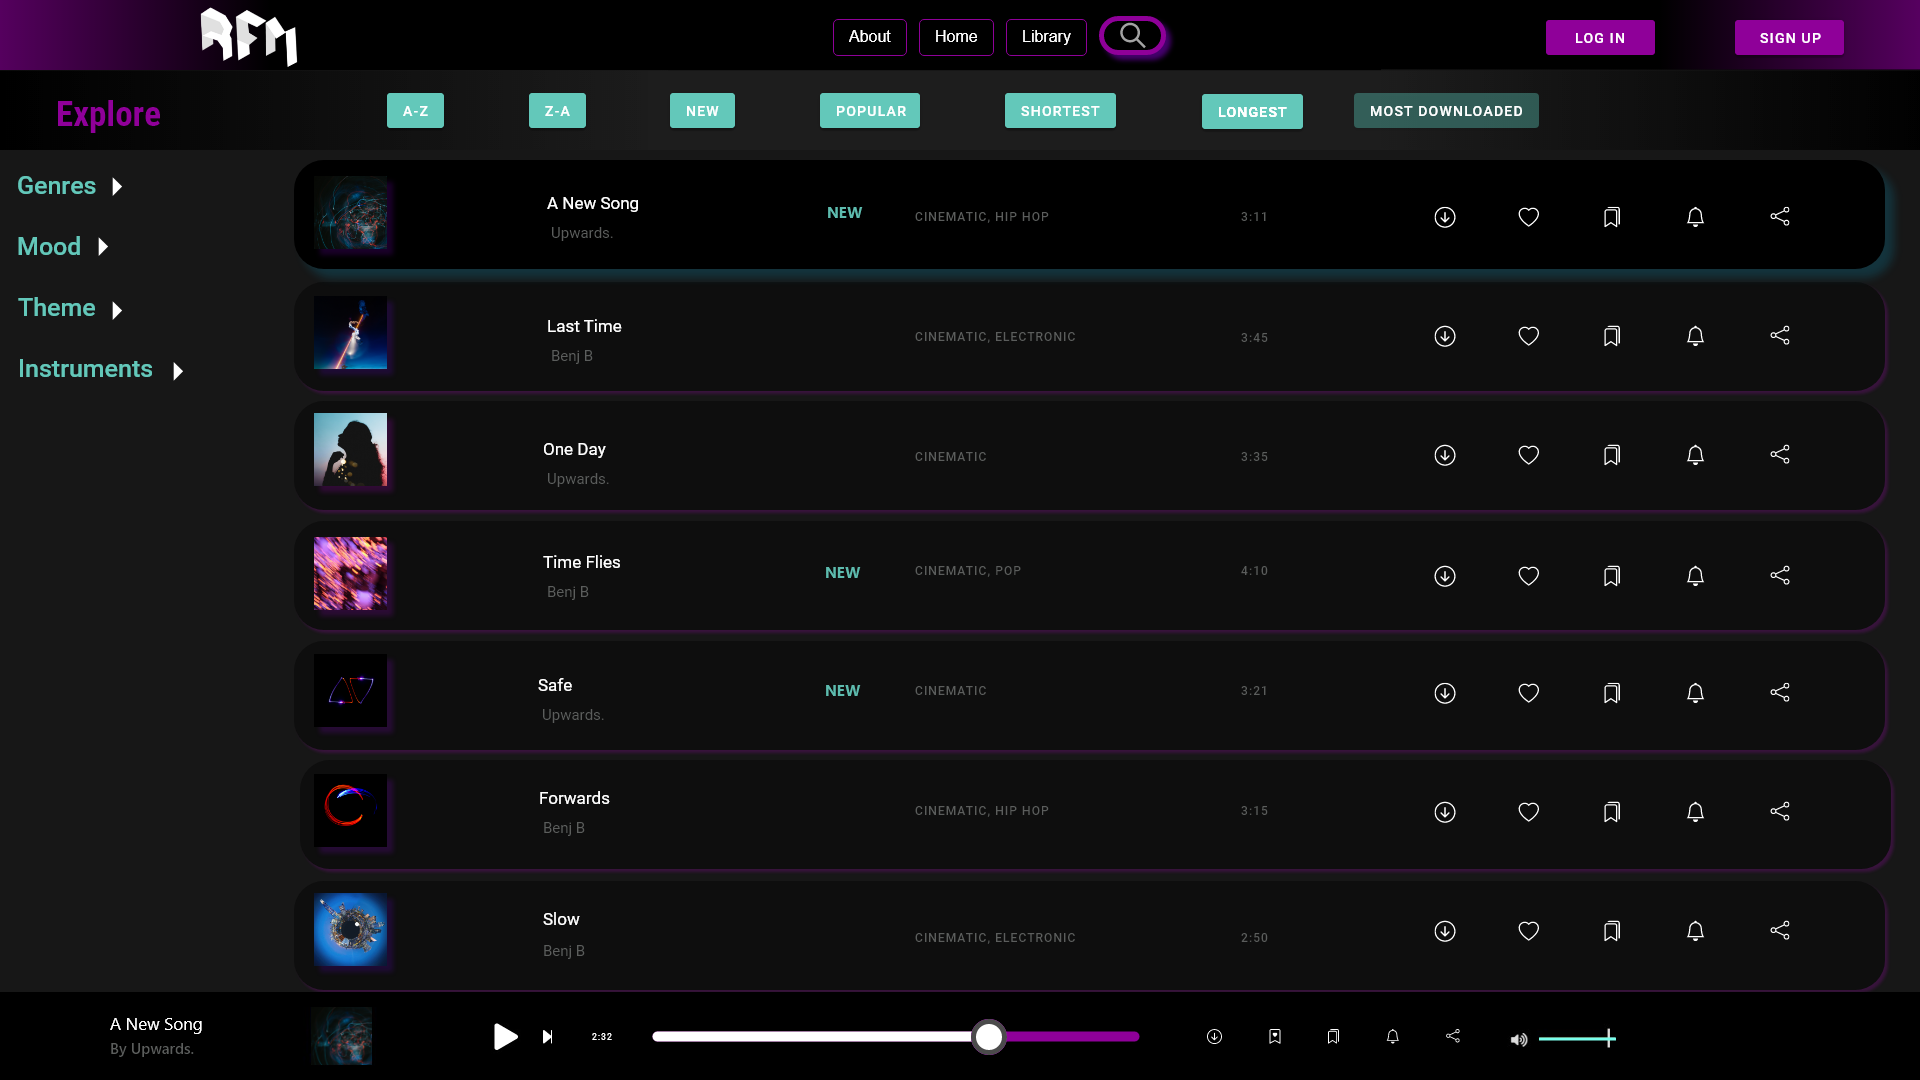 RFM
About
Home
Library
LOG IN
SIGN UP
Explore
A-Z
Z-A
NEW
POPULAR
SHORTEST
LONGEST
MOST DOWNLOADED
Genres
Mood
Theme
Instruments
A New Song
Upwards.
NEW
CINEMATIC, HIP HOP
3:11
Last Time
Benj B
CINEMATIC, ELECTRONIC
3:45
One Day
Upwards.
CINEMATIC
3:35
Time Flies
Benj B
NEW
CINEMATIC, POP
4:10
Safe
Upwards.
NEW
CINEMATIC
3:21
Forwards
Benj B
CINEMATIC, HIP HOP
3:15
Slow
Benj B
CINEMATIC, ELECTRONIC
2:50
A New Song
By Upwards.
2:32